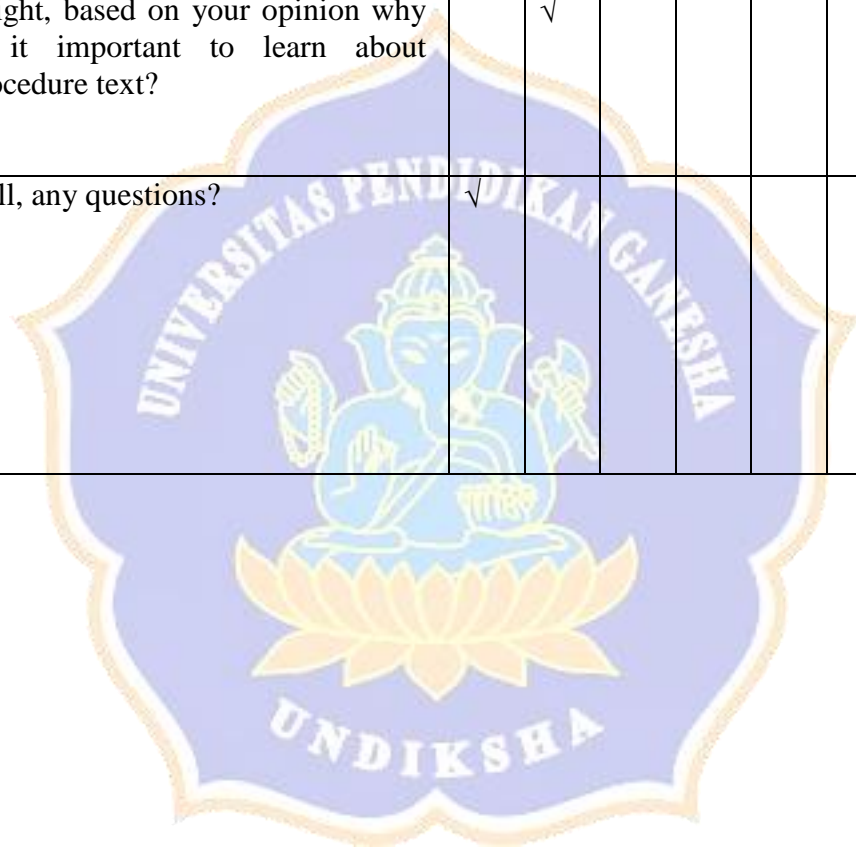 ight, based on your opinion why √
it important to learn about
ocedure text?
ll, any questions? √
UNIVERSITAS PENDIDIKAN GANESHA
UNDIKSHA